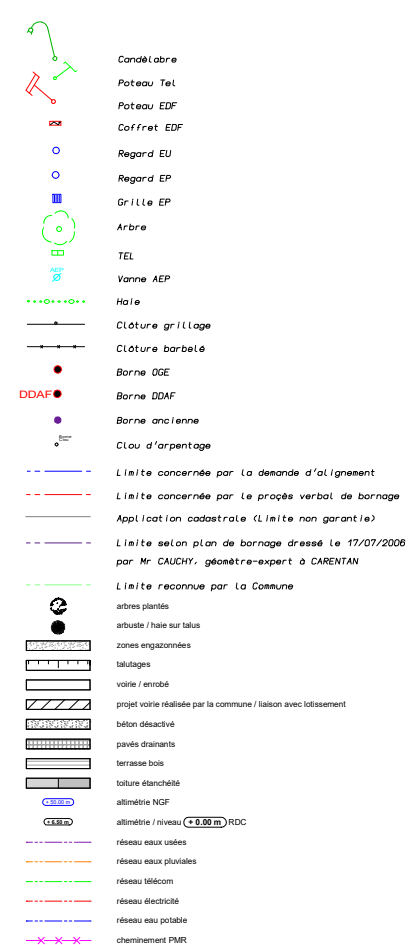 Candèlabre
Poteau Tel
Poteau EDF
Coffret EDF
Regard EU
Regard EP
Grille EP
Arbre
TEL
AEP
Vanne AEP
Haie
Clôture grillage
Clôture barbelé
Borne OGE
DDAF Borne DDAF
Borne ancienne
Borne
Clou
Clou d'arpentage
Limite concernée par la demande d'alignement
Limite concernée par le procès verbal de bornage
Application cadastrale (Limite non garantie)
Limite selon plan de bornage dressé le 17/07/2006
par Mr CAUCHY, géomètre-expert à CARENTAN
Limite reconnue par la Commune
arbres plantés
arbuste / haie sur talus
zones engazonnées
talutages
voirie / enrobé
projet voirie réalisée par la commune / liaison avec lotissement
béton désactivé
pavés drainants
terrasse bois
toiture étanchéité
+ 50.00 m altimétrie NGF
+ 6.50 m altimétrie / niveau + 0.00 m RDC
réseau eaux usées
réseau eaux pluviales
réseau télécom
réseau électricité
réseau eau potable
cheminement PMR